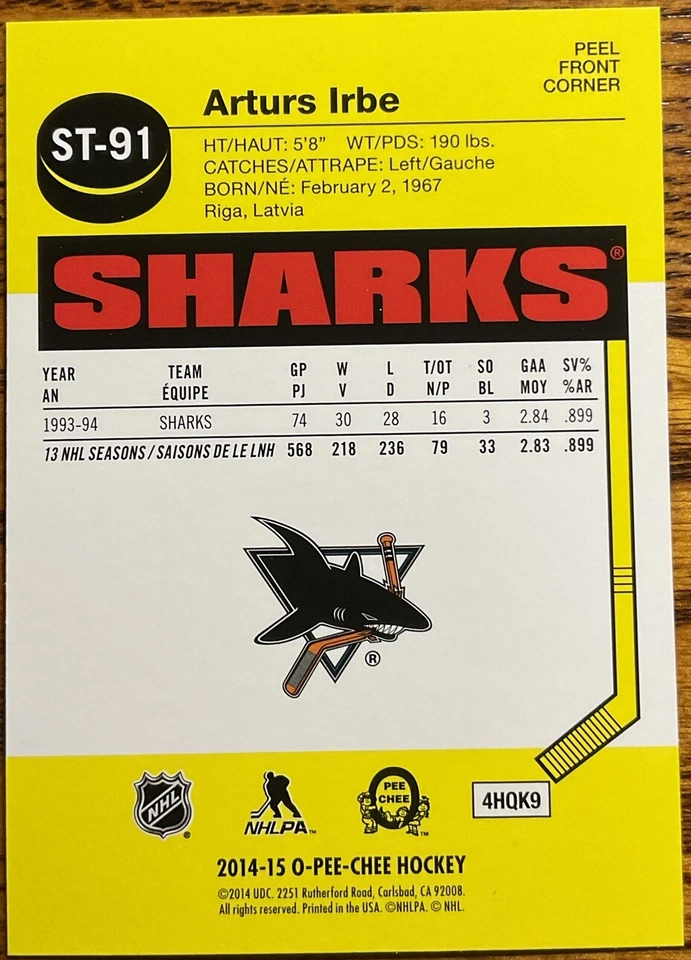 PEEL
FRONT
CORNER
ST-91
Arturs Irbe
HT/HAUT: 5'8" WT/PDS: 190 lbs.
CATCHES/ATTRAPE: Left/Gauche
BORN/NÉ: February 2, 1967
Riga, Latvia
SHARKS®
YEAR TEAM GP W L T/OT SO GAA SV%
AN ÉQUIPE PJ V D N/P BL MOY %AR
1993-94 SHARKS 74 30 28 16 3 2.84 .899
13 NHL SEASONS / SAISONS DE LE LNH 568 218 236 79 33 2.83 .899
®
NHL ®
NHLPA™
O PEE CHEE ™
4HQK9
2014-15 O-PEE-CHEE HOCKEY
©2014 UDC. 2251 Rutherford Road, Carlsbad, CA 92008.
All rights reserved. Printed in the USA. ©NHLPA. © NHL.